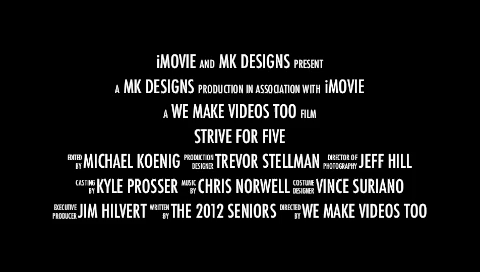 iMOVIE AND MK DESIGNS PRESENT
A MK DESIGNS PRODUCTION IN ASSOCIATION WITH iMOVIE
A WE MAKE VIDEOS TOO FILM
STRIVE FOR FIVE
EDITED BY MICHAEL KOENIG PRODUCTION DESIGNER TREVOR STELLMAN DIRECTOR OF PHOTOGRAPHY JEFF HILL
CASTING BY KYLE PROSSER MUSIC BY CHRIS NORWELL COSTUME DESIGNER VINCE SURIANO
EXECUTIVE PRODUCER JIM HILVERT WRITTEN BY THE 2012 SENIORS DIRECTED BY WE MAKE VIDEOS TOO